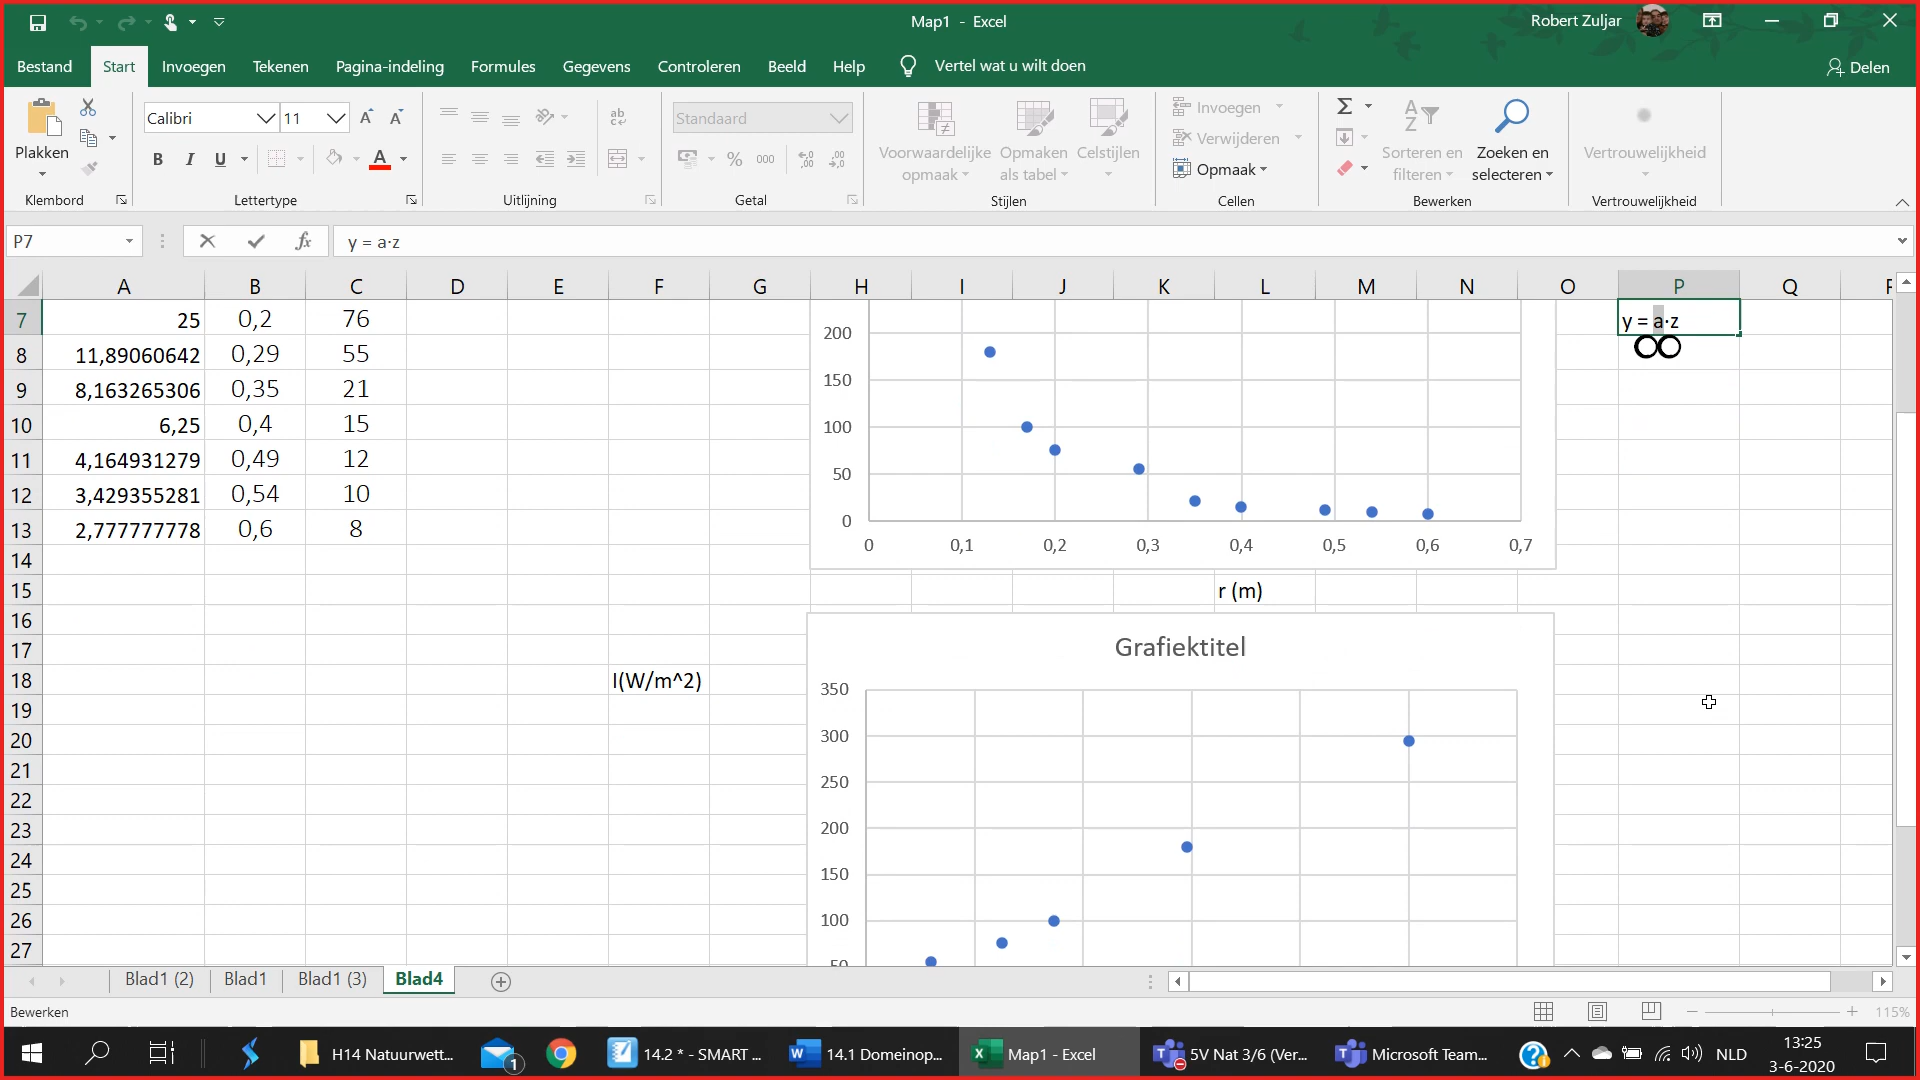 Map1 - Excel
Robert Zuljar
Bestand Start Invoegen Tekenen Pagina-indeling Formules Gegevens Controleren Beeld Help Vertel wat u wilt doen Delen
Plakken
Klembord
Calibri 11
B I U A
Lettertype
ab
Uitlijning
Standaard
% 000
Getal
Voorwaardelijke opmaak
Opmaken als tabel
Celstijlen
Stijlen
Invoegen
Verwijderen
Opmaak
Cellen
Sorteren en filteren
Zoeken en selecteren
Bewerken
Vertrouwelijkheid
Vertrouwelijkheid
P7 fx y = a·z
A B C D E F G H I J K L M N O P Q
7 25 0,2 76
8 11,89060642 0,29 55
9 8,163265306 0,35 21
10 6,25 0,4 15
11 4,164931279 0,49 12
12 3,429355281 0,54 10
13 2,777777778 0,6 8
14
15
16
17
18
19
20
21
22
23
24
25
26
27
y = a·z
200
150
100
50
0
0 0,1 0,2 0,3 0,4 0,5 0,6 0,7
r (m)
I(W/m^2)
Grafiektitel
350
300
250
200
150
100
50
Blad1 (2) Blad1 Blad1 (3) Blad4
Bewerken
115%
H14 Natuurwett...
1
14.2 * - SMART ...
14.1 Domeinop...
Map1 - Excel
5V Nat 3/6 (Ver...
Microsoft Team...
NLD
13:25
3-6-2020